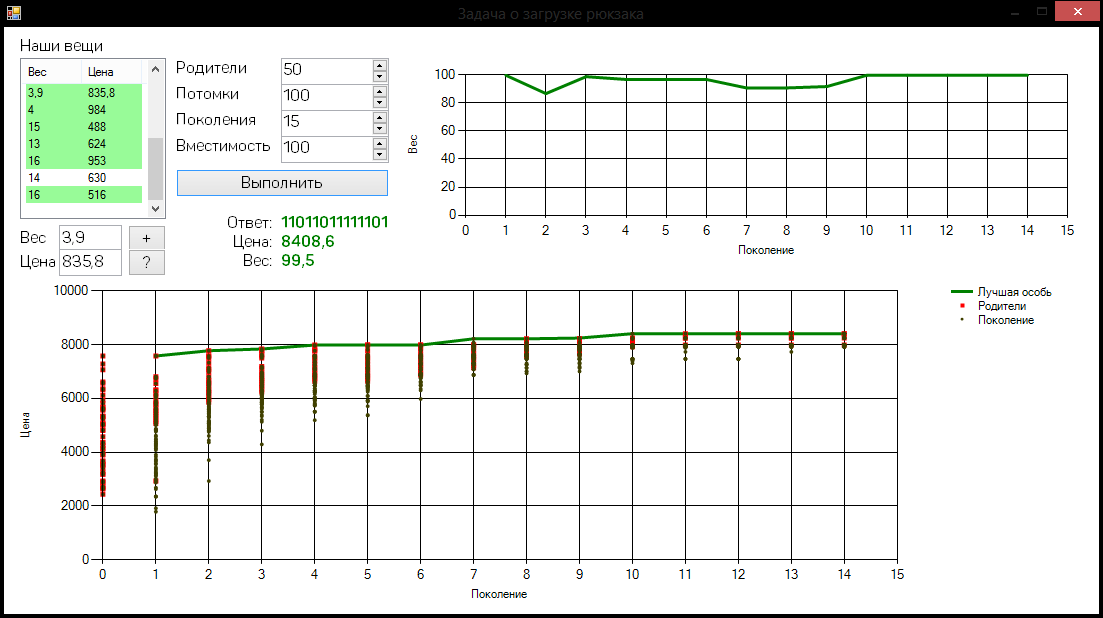 Задача о загрузке рюкзака
Наши вещи
Вес Цена
3,9 835,8
4 984
15 488
13 624
16 953
14 630
16 516
Родители 50
Потомки 100
Поколения 15
Вместимость 100
Выполнить
Ответ: 11011011111101
Цена: 8408,6
Вес: 99,5
Вес 3,9 +
Цена 835,8 ?
100
80
60
40
20
0
Вес
0 1 2 3 4 5 6 7 8 9 10 11 12 13 14 15
Поколение
10000
8000
6000
4000
2000
0
Цена
0 1 2 3 4 5 6 7 8 9 10 11 12 13 14 15
Поколение
Лучшая особь
Родители
Поколение